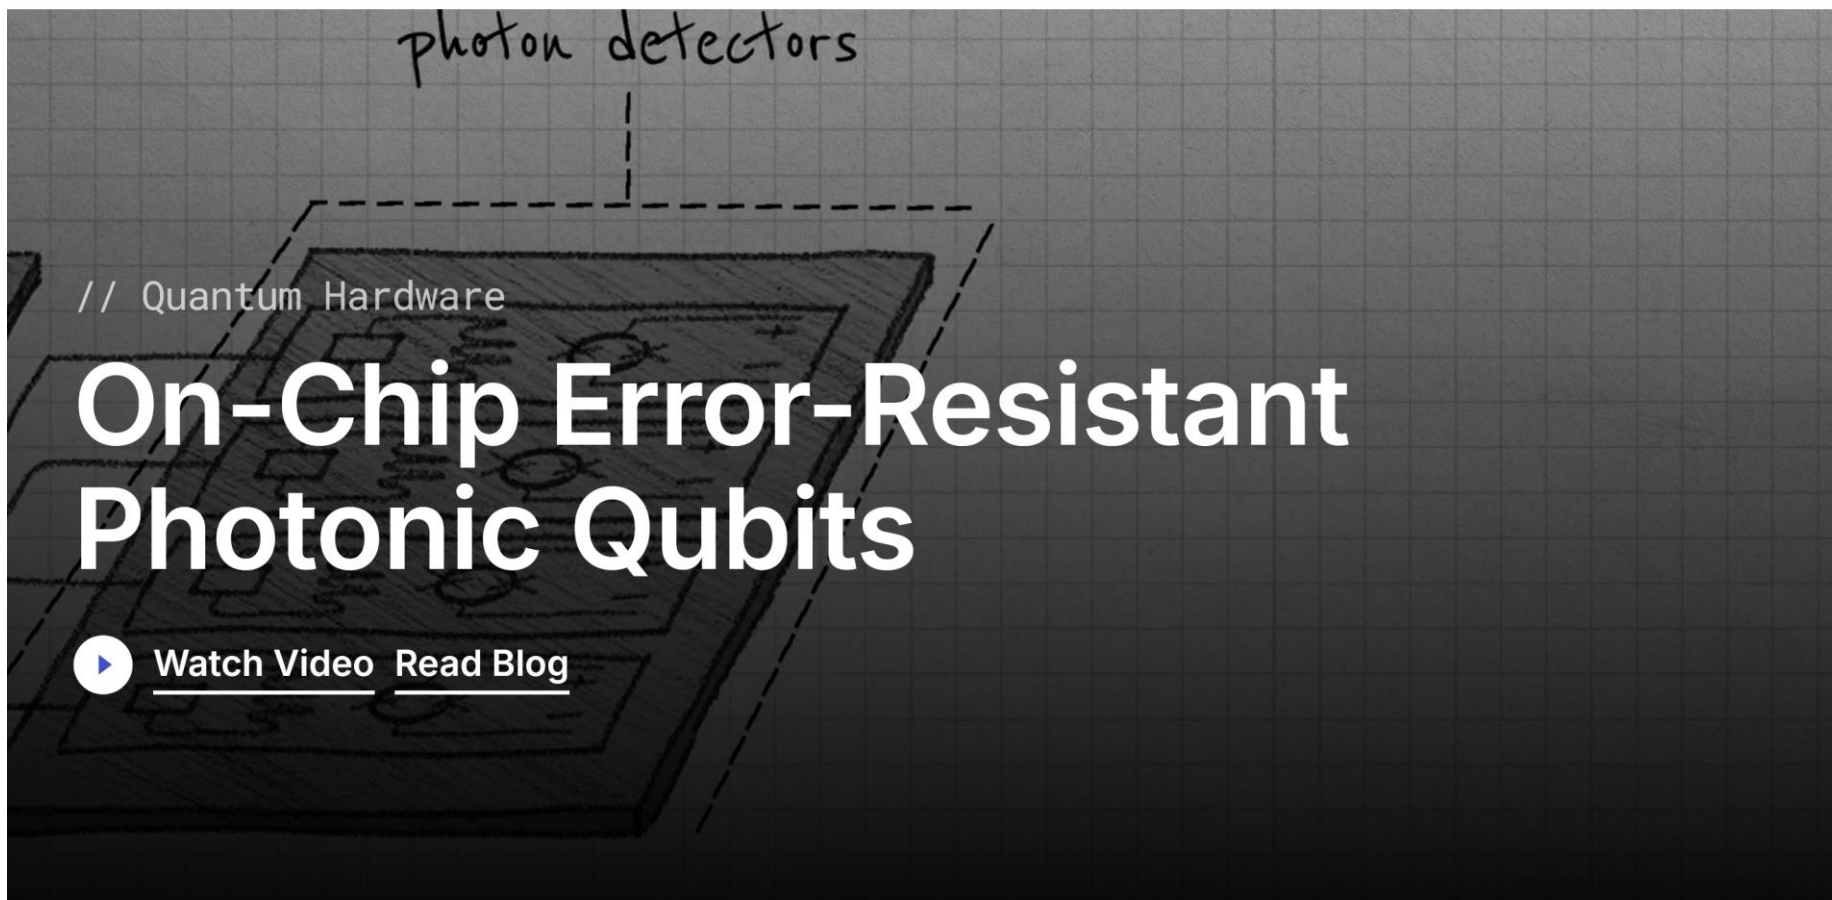 photon detectors
// Quantum Hardware
On-Chip Error-Resistant
Photonic Qubits
Watch Video Read Blog